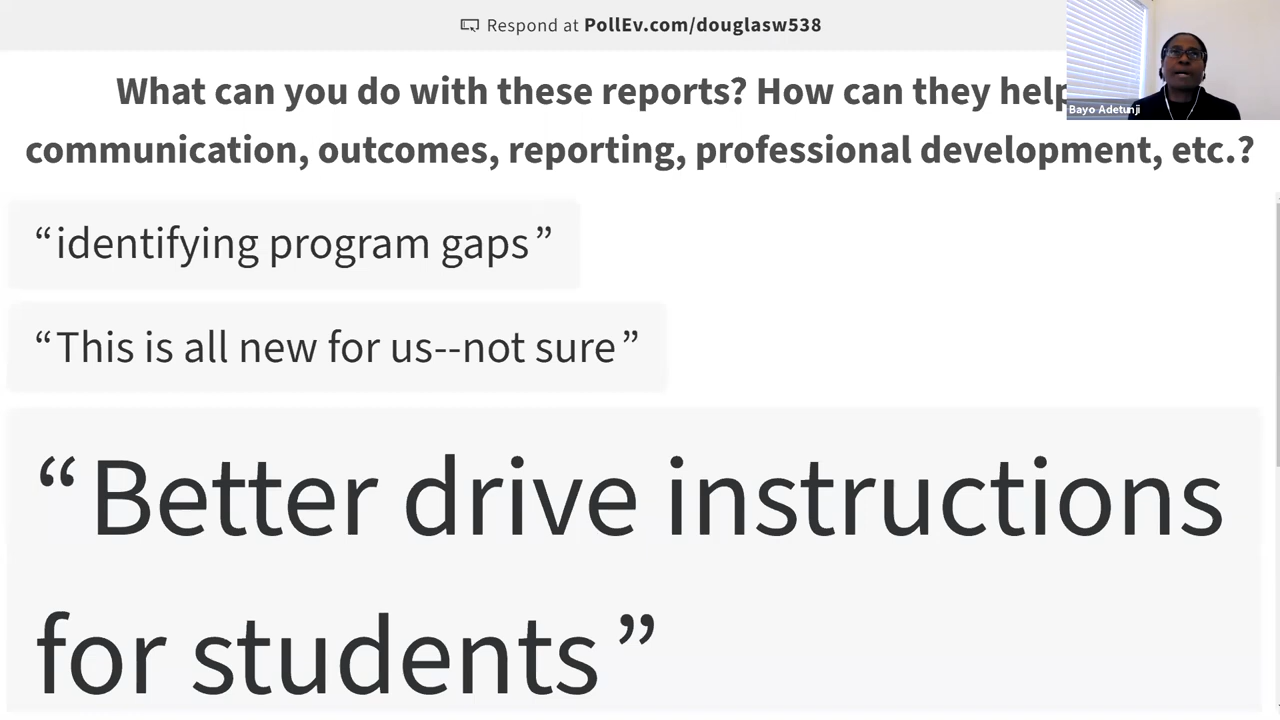 Respond at PollEv.com/douglasw538
What can you do with these reports? How can they help
communication, outcomes, reporting, professional development, etc.?
Bayo Adetunji
“identifying program gaps”
“This is all new for us--not sure”
“Better drive instructions
for students”